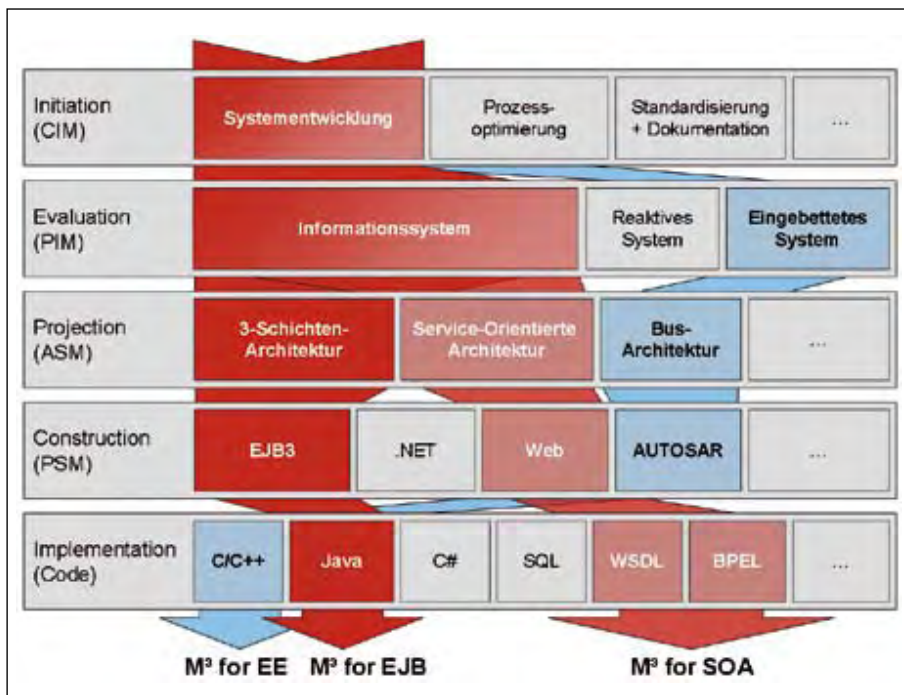 Initiation
(CIM)
Systementwicklung
Prozess-
optimierung
Standardisierung
+ Dokumentation
...
Evaluation
(PIM)
Informationssystem
Reaktives
System
Eingebettetes
System
Projection
(ASM)
3-Schichten-
Architektur
Service-Orientierte
Architektur
Bus-
Architektur
...
Construction
(PSM)
EJB3
.NET
Web
AUTOSAR
...
Implementation
(Code)
C/C++
Java
C#
SQL
WSDL
BPEL
...
M³ for EE
M³ for EJB
M³ for SOA